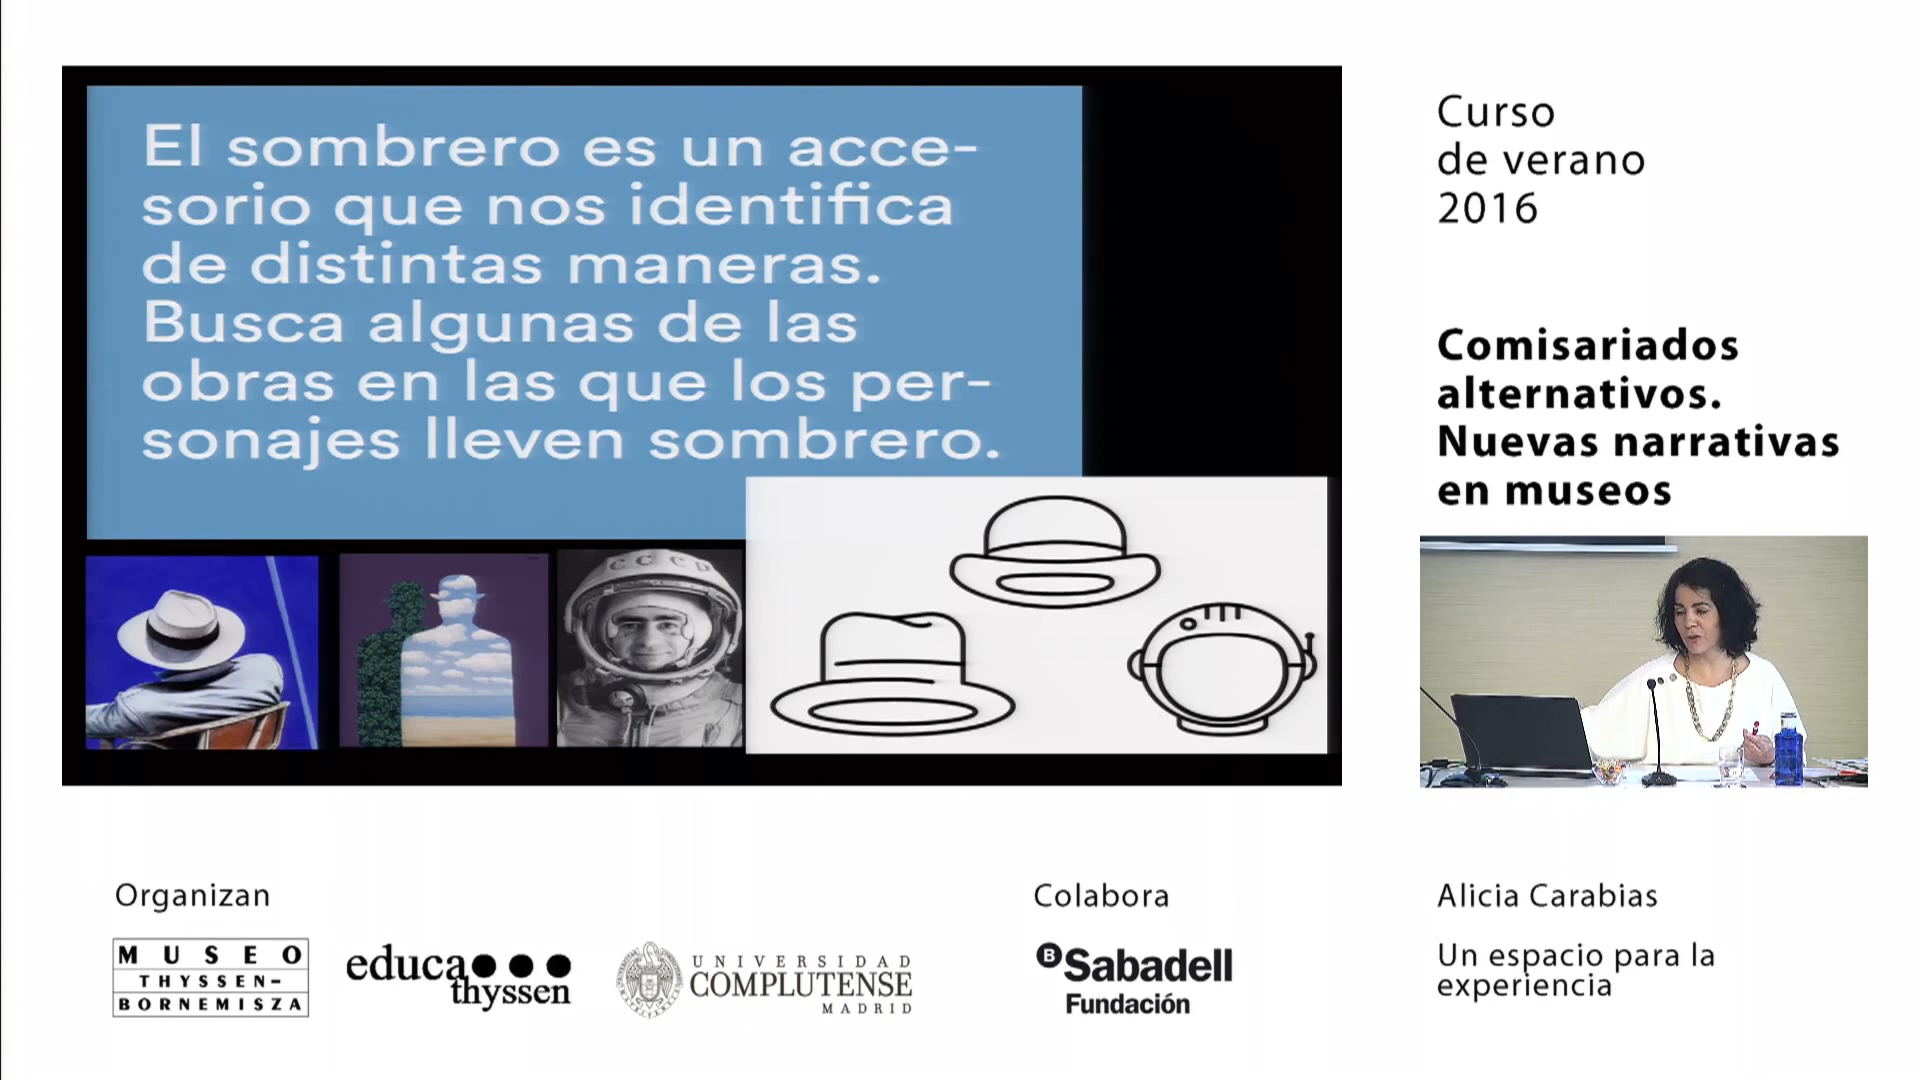 El sombrero es un acce-
sorio que nos identifica
de distintas maneras.
Busca algunas de las
obras en las que los per-
sonajes lleven sombrero.
CCCP
Curso
de verano
2016
Comisariados
alternativos.
Nuevas narrativas
en museos
Organizan
MUSEO
THYSSEN-
BORNEMISZA
educa
thyssen
UNIVERSIDAD
COMPLUTENSE
MADRID
Colabora
B Sabadell
Fundación
Alicia Carabias
Un espacio para la
experiencia